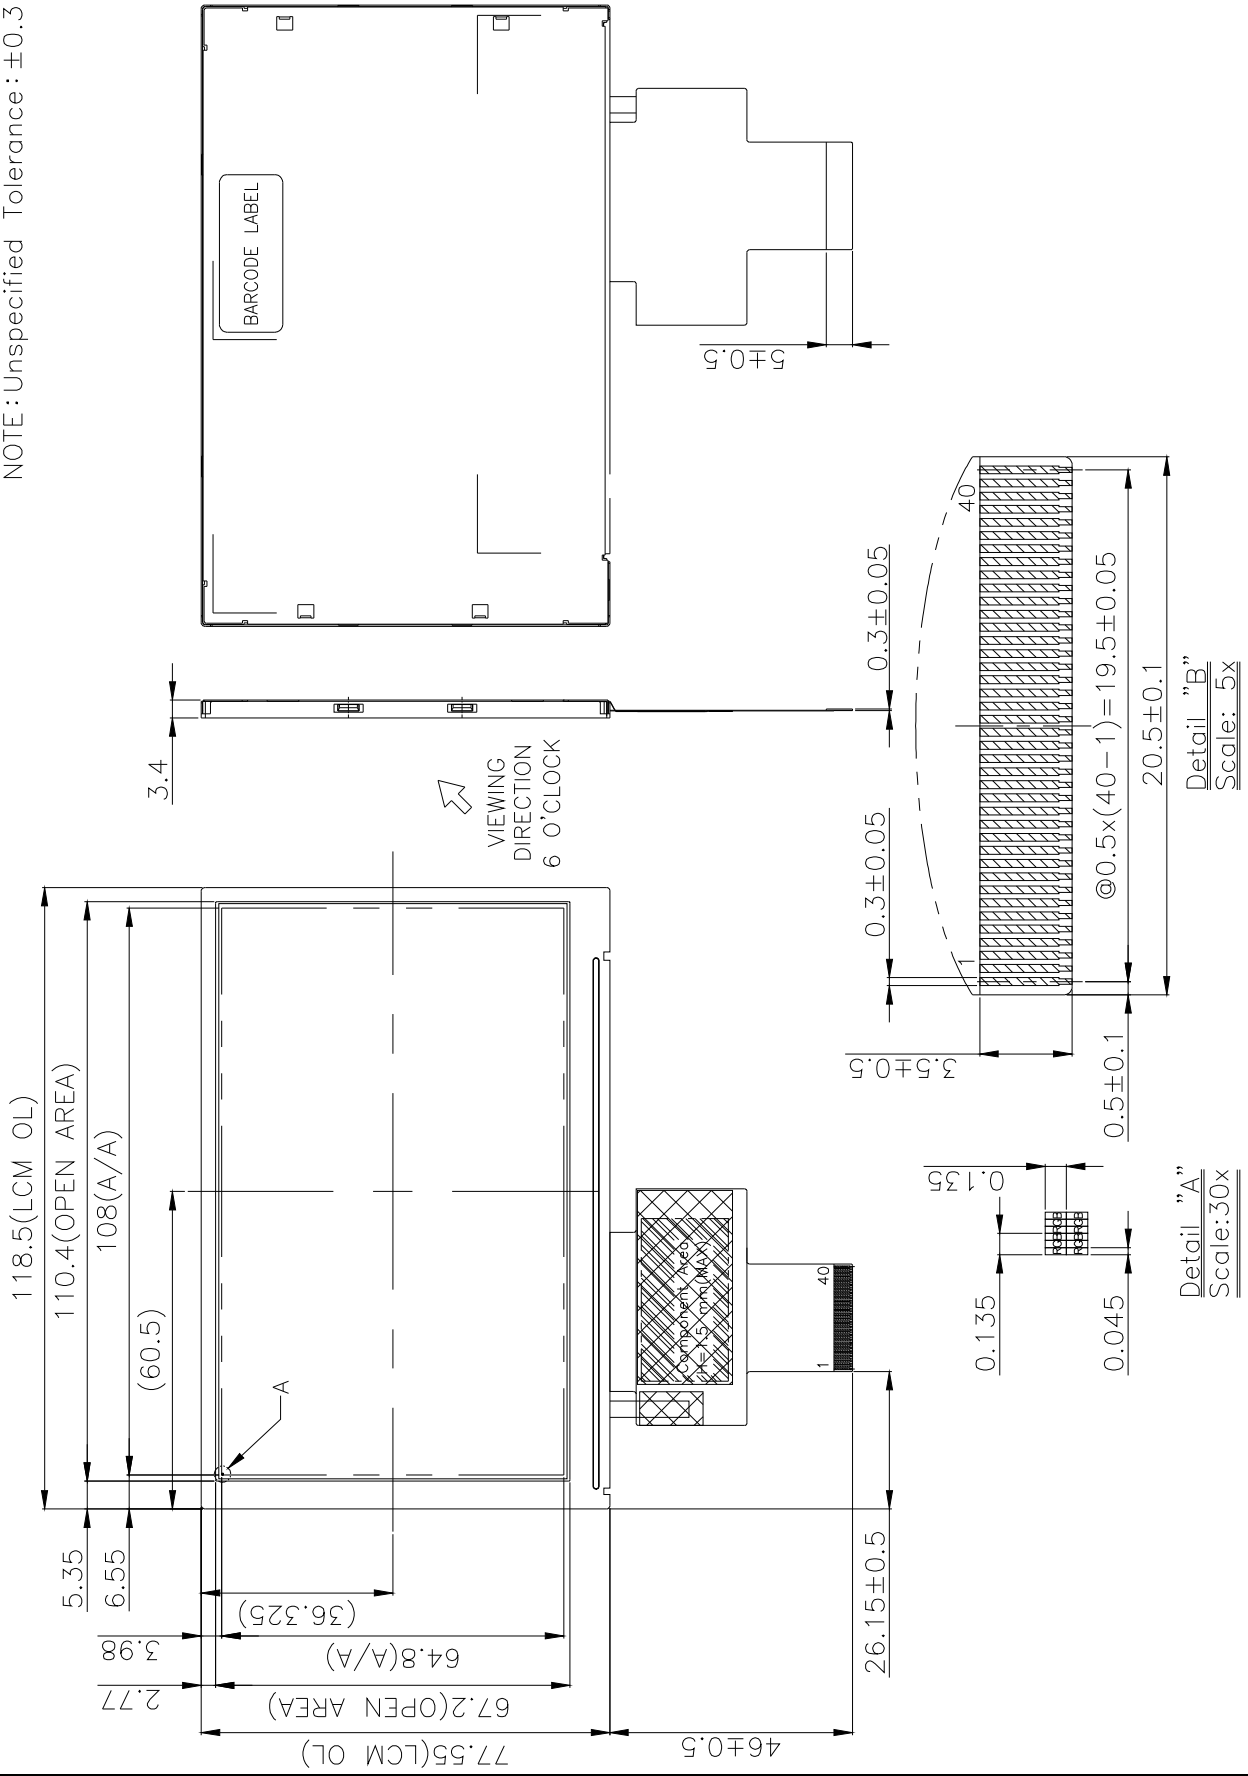 NOTE:Unspecified Tolerance:±0.3
118.5(LCM OL)
110.4(OPEN AREA)
108(A/A)
(60.5)
5.35
6.55
A
3.98
2.77
(36.325)
64.8(A/A)
67.2(OPEN AREA)
77.55(LCM OL)
46±0.5
26.15±0.5
Component Area
H=1.5 mm(MAX)
1
40
3.4
VIEWING
DIRECTION
6 O'CLOCK
0.3±0.05
BARCODE LABEL
5±0.5
1
40
0.3±0.05
3.5±0.5
0.5±0.1
@0.5x(40-1)=19.5±0.05
20.5±0.1
Detail "B"
Scale: 5x
0.135
0.135
0.045
RGBRGB
RGBRGB
Detail "A"
Scale:30x